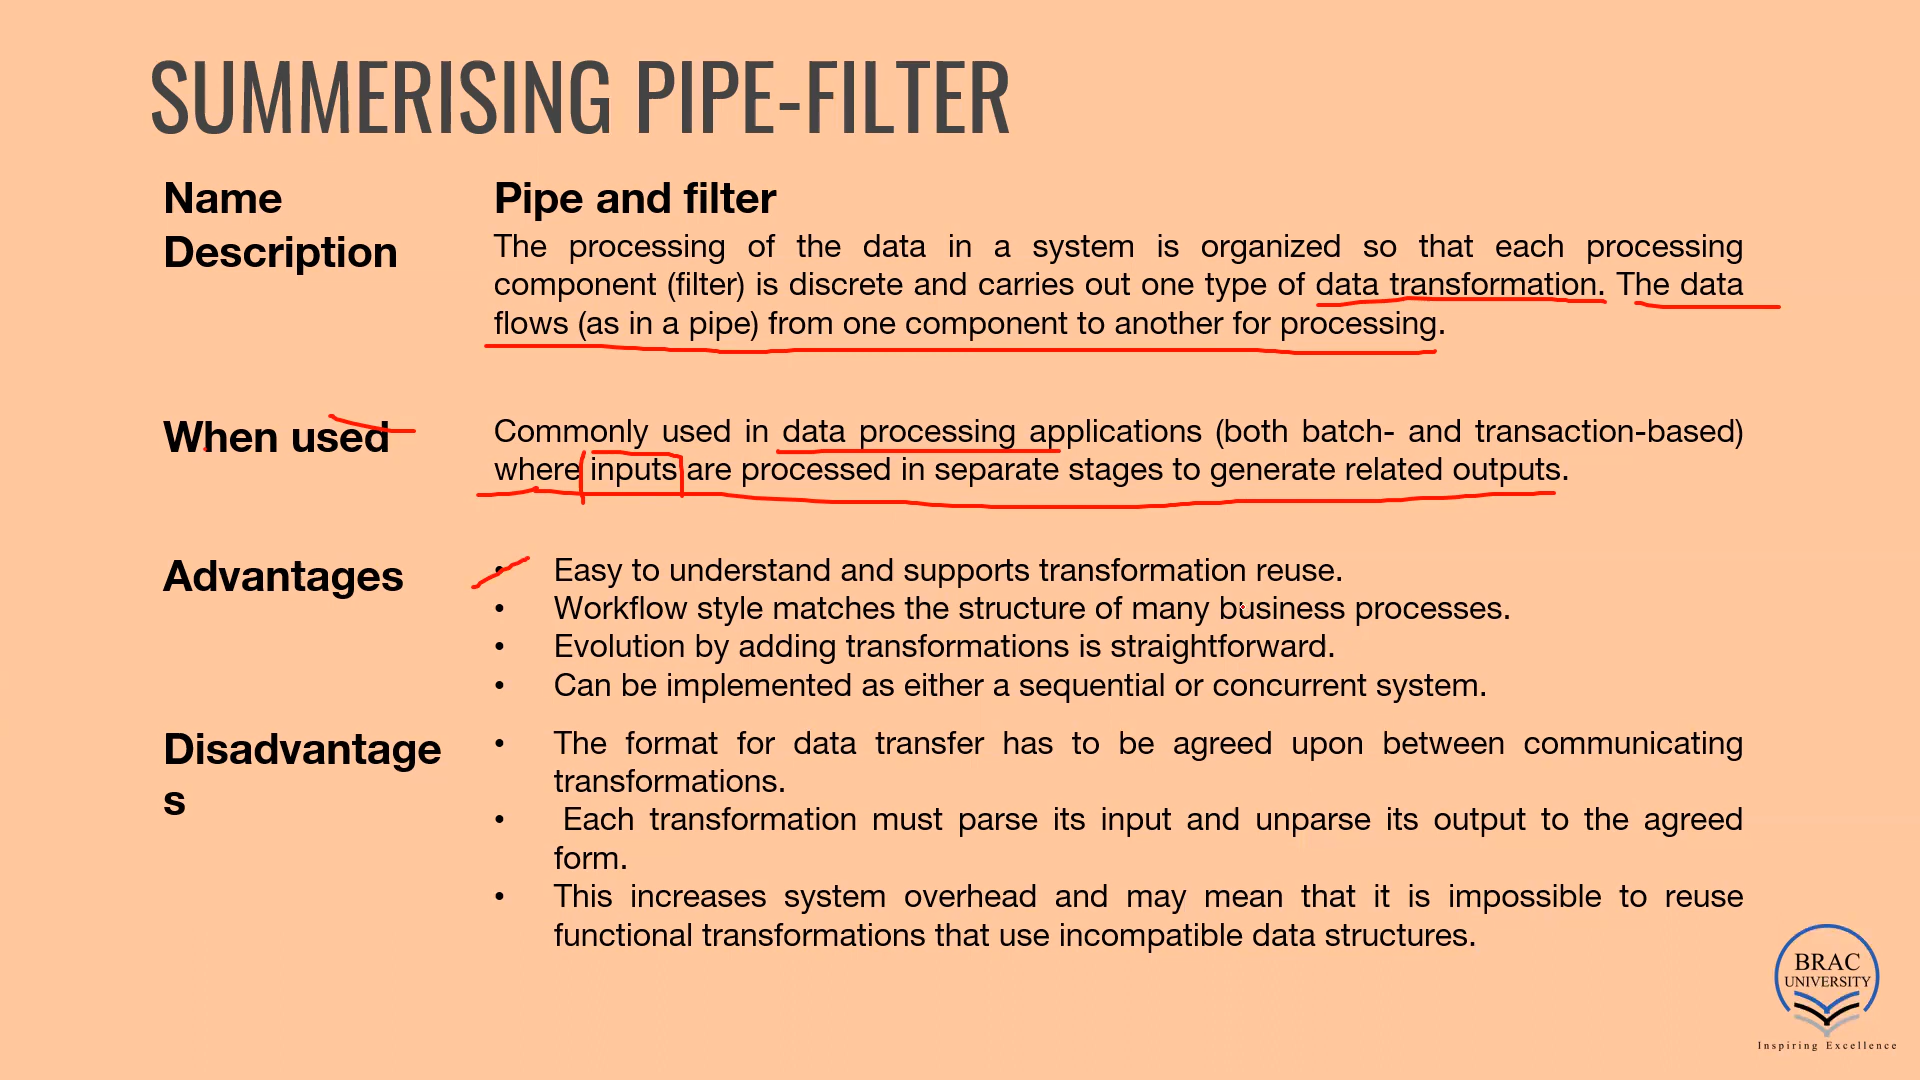 SUMMERISING PIPE-FILTER
Name Pipe and filter
Description The processing of the data in a system is organized so that each processing
component (filter) is discrete and carries out one type of data transformation. The data
flows (as in a pipe) from one component to another for processing.
When used Commonly used in data processing applications (both batch- and transaction-based)
where inputs are processed in separate stages to generate related outputs.
Advantages • Easy to understand and supports transformation reuse.
• Workflow style matches the structure of many business processes.
• Evolution by adding transformations is straightforward.
• Can be implemented as either a sequential or concurrent system.
Disadvantage • The format for data transfer has to be agreed upon between communicating
s transformations.
• Each transformation must parse its input and unparse its output to the agreed
form.
• This increases system overhead and may mean that it is impossible to reuse
functional transformations that use incompatible data structures.
BRAC
UNIVERSITY
Inspiring Excellence